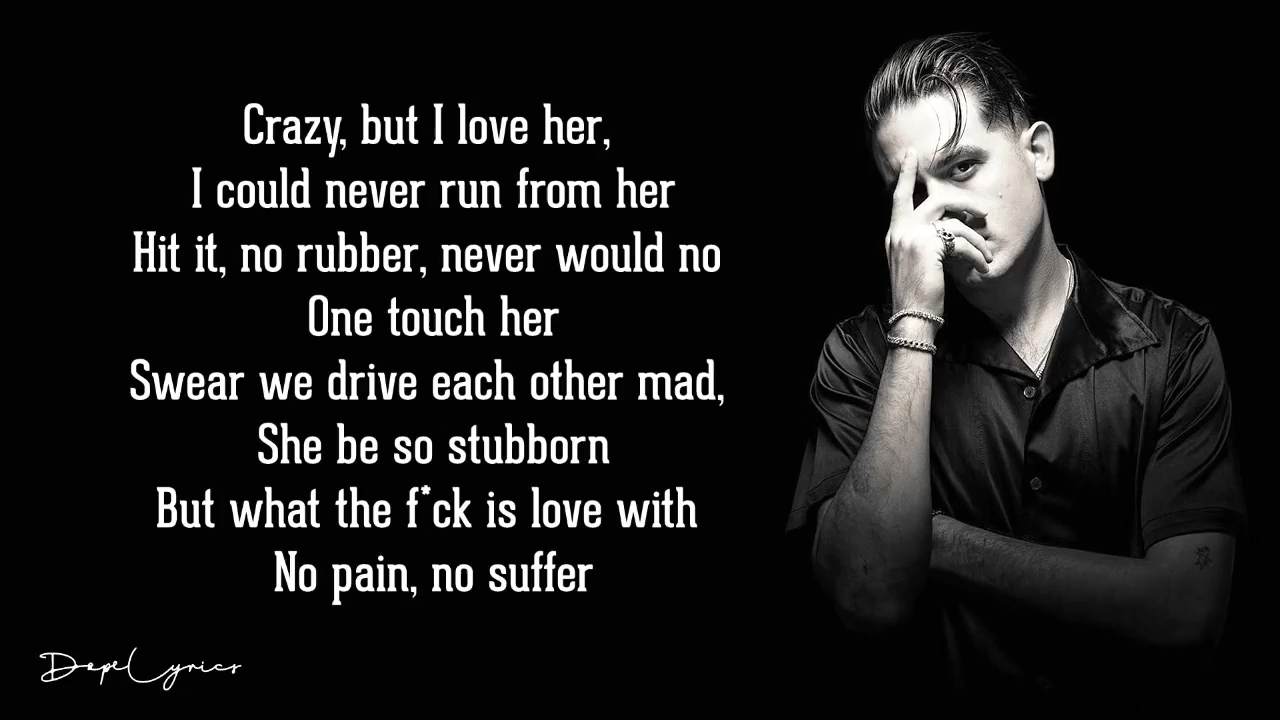 Crazy, but I love her,
I could never run from her
Hit it, no rubber, never would no
One touch her
Swear we drive each other mad,
She be so stubborn
But what the f*ck is love with
No pain, no suffer
DopeLyrics